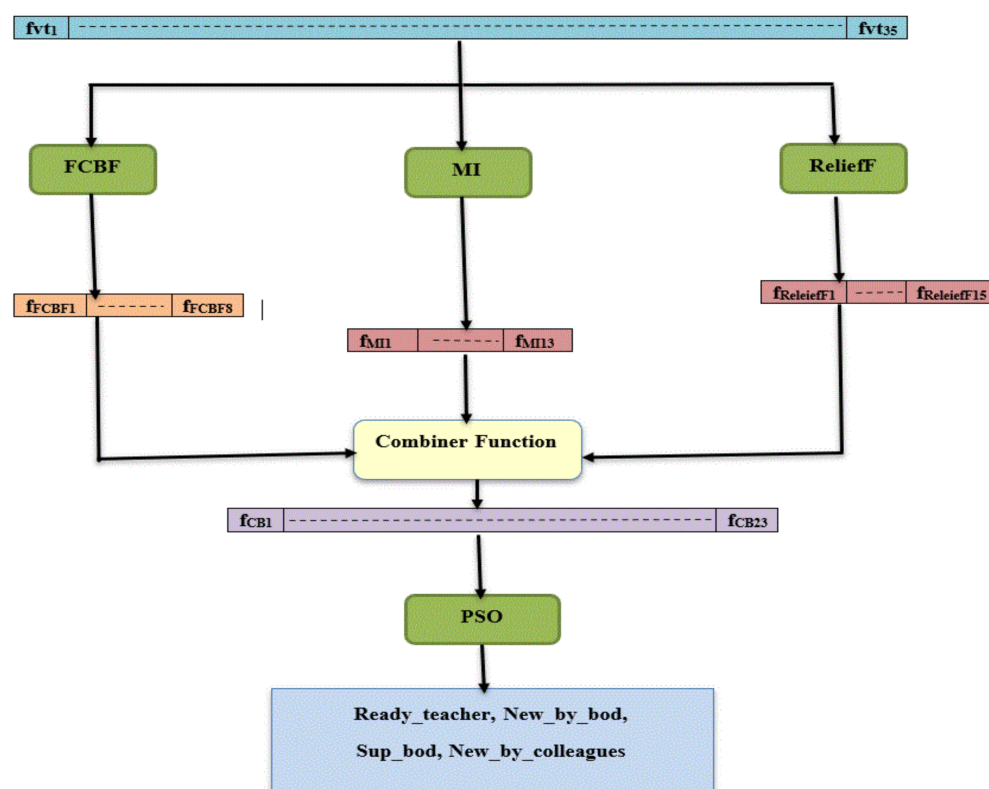 fvt1 fvt35
FCBF MI ReliefF
fFCBF1 fFCBF8
fReleiefF1 fReleiefF15
fMI1 fMI13
Combiner Function
fCB1 fCB23
PSO
Ready_teacher, New_by_bod,
Sup_bod, New_by_colleagues